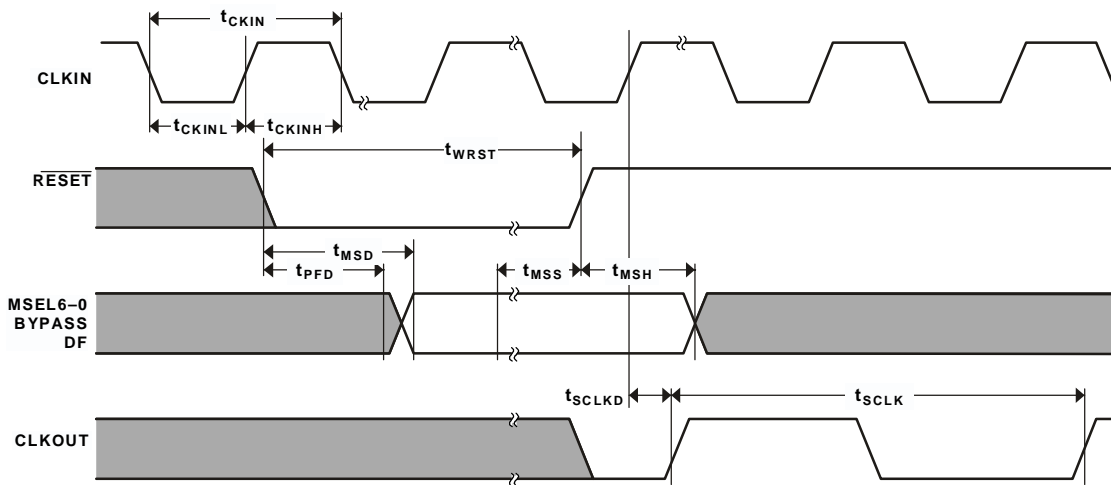 tCKIN
CLKIN
tCKINL
tCKINH
tWRST
RESET
tMSD
tPFD
tMSS
tMSH
MSEL6–0
BYPASS
DF
tSCLKD
tSCLK
CLKOUT